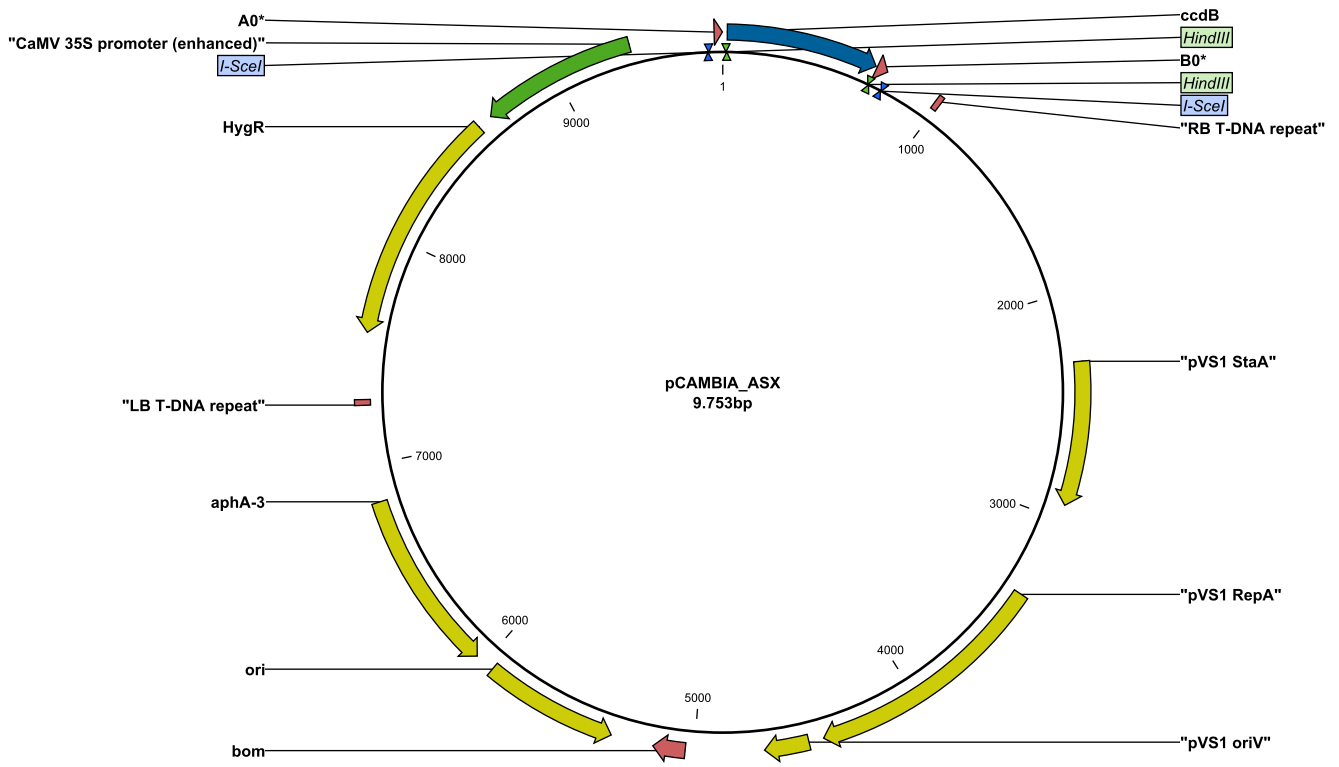 A0*
ccdB
"CaMV 35S promoter (enhanced)"
HindIII
I-SceI
B0*
HindIII
I-SceI
"RB T-DNA repeat"
1
9000
HygR
1000
8000
2000
"pVS1 StaA"
pCAMBIA_ASX
9.753bp
"LB T-DNA repeat"
7000
aphA-3
3000
"pVS1 RepA"
6000
4000
ori
5000
"pVS1 oriV"
bom